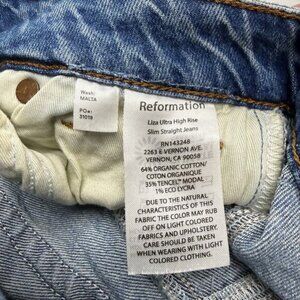 Wash:
MALTA
PO#:
31019
Reformation
Liza Ultra High Rise
Slim Straight Jeans
RN143248
2263 E VERNON AVE.
VERNON, CA 90058
64% ORGANIC COTTON/
COTON ORGANIQUE
35% TENCEL™ MODAL
1% ECO LYCRA
DUE TO THE NATURAL
CHARACTERISTICS OF THIS
FABRIC THE COLOR MAY RUB
OFF ON LIGHT COLORED
FABRICS AND UPHOLSTERY.
CARE SHOULD BE TAKEN
WHEN WEARING WITH LIGHT
COLORED CLOTHING.